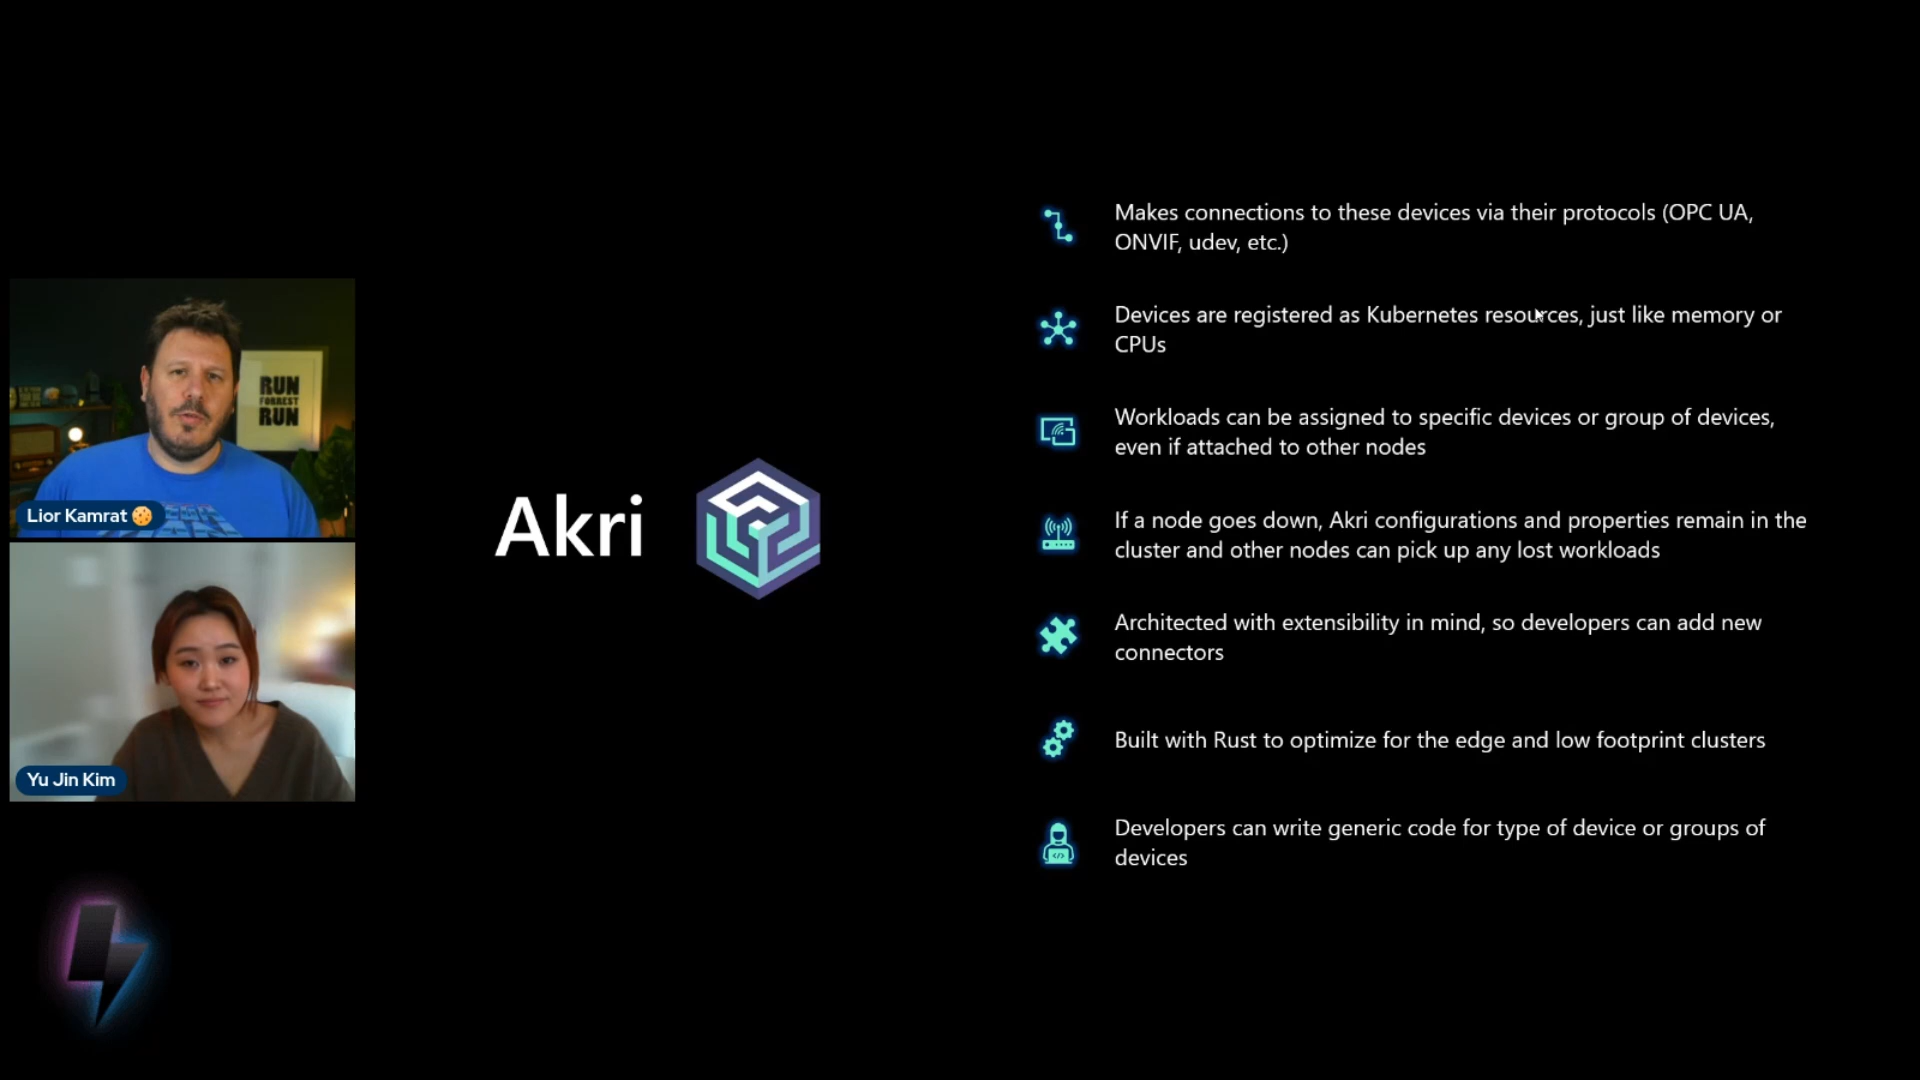 RUN
FORREST
RUN
Lior Kamrat
Yu Jin Kim
Akri
Makes connections to these devices via their protocols (OPC UA,
ONVIF, udev, etc.)
Devices are registered as Kubernetes resources, just like memory or
CPUs
Workloads can be assigned to specific devices or group of devices,
even if attached to other nodes
If a node goes down, Akri configurations and properties remain in the
cluster and other nodes can pick up any lost workloads
Architected with extensibility in mind, so developers can add new
connectors
Built with Rust to optimize for the edge and low footprint clusters
Developers can write generic code for type of device or groups of
devices